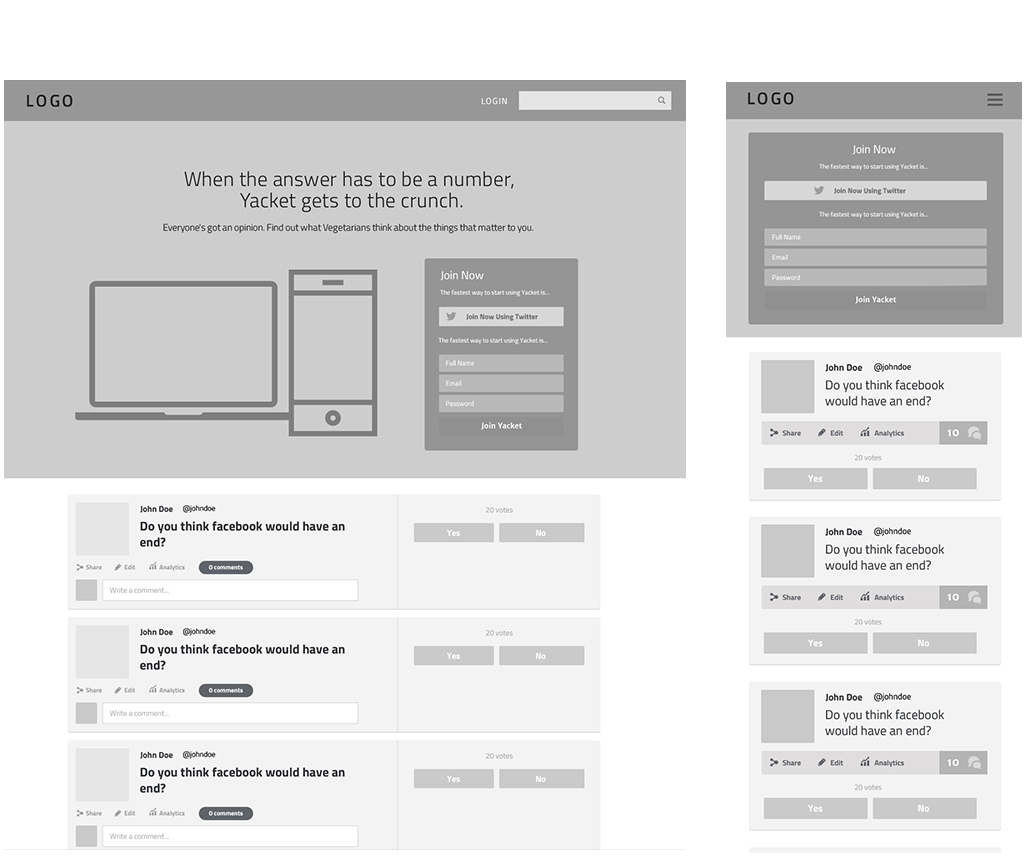 LOGO
LOGIN
When the answer has to be a number,
Yacket gets to the crunch.
Everyone's got an opinion. Find out what Vegetarians think about the things that matter to you.
Join Now
The fastest way to start using Yacket is...
Join Now Using Twitter
The fastest way to start using Yacket is...
Full Name
Email
Password
Join Yacket
John Doe @johndoe
Do you think facebook would have an
end?
Share Edit Analytics 0 comments
Write a comment...
20 votes
Yes No
John Doe @johndoe
Do you think facebook would have an
end?
Share Edit Analytics 0 comments
Write a comment...
20 votes
Yes No
John Doe @johndoe
Do you think facebook would have an
end?
Share Edit Analytics 0 comments
Write a comment...
20 votes
Yes No
LOGO
Join Now
The fastest way to start using Yacket is...
Join Now Using Twitter
The fastest way to start using Yacket is...
Full Name
Email
Password
Join Yacket
John Doe @johndoe
Do you think facebook
would have an end?
Share Edit Analytics 10
20 votes
Yes No
John Doe @johndoe
Do you think facebook
would have an end?
Share Edit Analytics 10
20 votes
Yes No
John Doe @johndoe
Do you think facebook
would have an end?
Share Edit Analytics 10
20 votes
Yes No